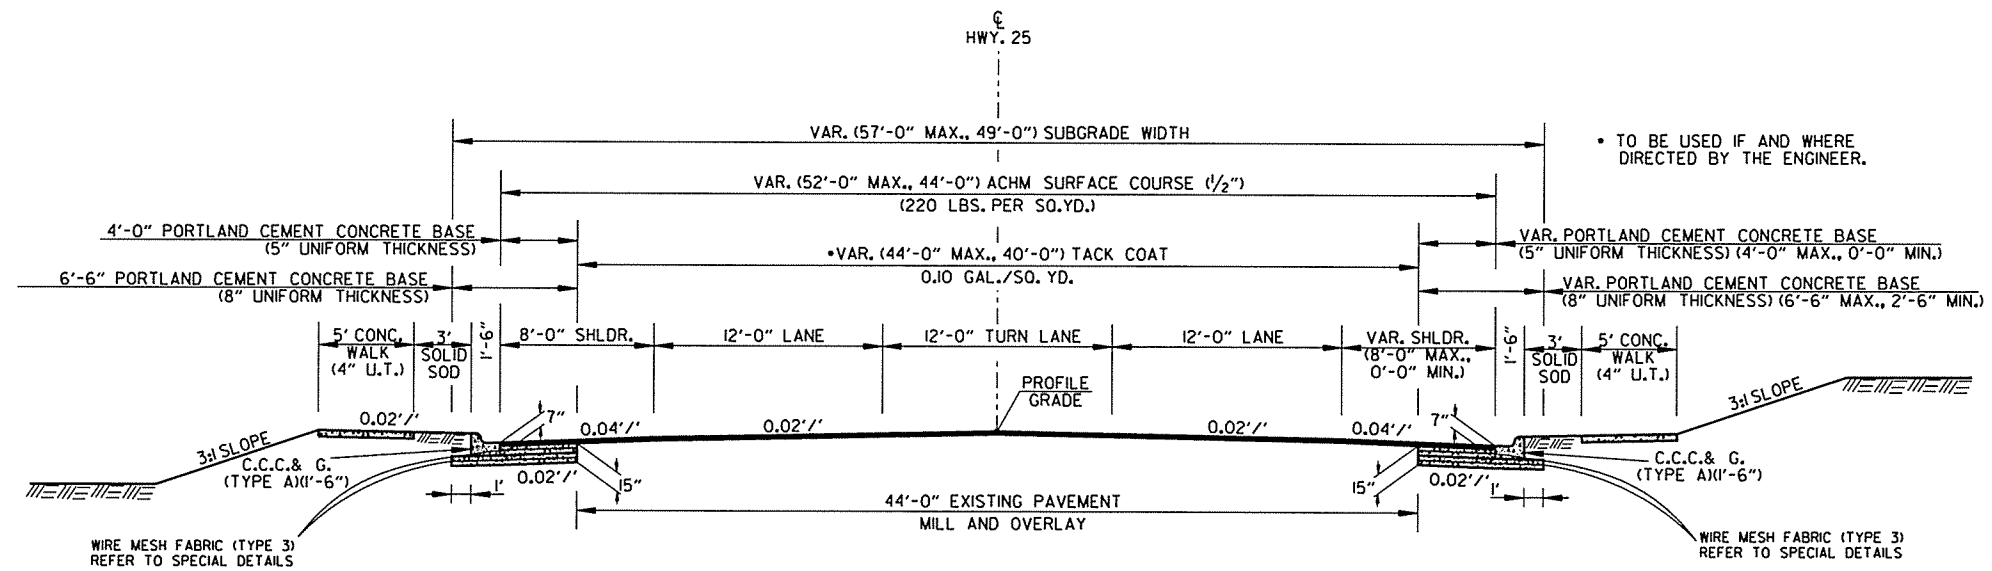 ℄
HWY. 25
VAR. (57'-0" MAX., 49'-0") SUBGRADE WIDTH
• TO BE USED IF AND WHERE
DIRECTED BY THE ENGINEER.
VAR. (52'-0" MAX., 44'-0") ACHM SURFACE COURSE (1/2")
(220 LBS. PER SQ.YD.)
4'-0" PORTLAND CEMENT CONCRETE BASE
(5" UNIFORM THICKNESS)
VAR. PORTLAND CEMENT CONCRETE BASE
(5" UNIFORM THICKNESS) (4'-0" MAX., 0'-0" MIN.)
•VAR. (44'-0" MAX., 40'-0") TACK COAT
0.10 GAL./SQ. YD.
6'-6" PORTLAND CEMENT CONCRETE BASE
(8" UNIFORM THICKNESS)
VAR. PORTLAND CEMENT CONCRETE BASE
(8" UNIFORM THICKNESS) (6'-6" MAX., 2'-6" MIN.)
5' CONC.
WALK
(4" U.T.)
3'
SOLID
SOD
1'-6"
8'-0" SHLDR.
12'-0" LANE
12'-0" TURN LANE
12'-0" LANE
VAR. SHLDR.
(8'-0" MAX.,
0'-0" MIN.)
1'-6"
3'
SOLID
SOD
5' CONC.
WALK
(4" U.T.)
PROFILE
GRADE
3:1 SLOPE
0.02'/'
7"
0.04'/'
0.02'/'
0.02'/'
0.04'/'
7"
3:1 SLOPE
C.C.C.& G.
(TYPE A)(1'-6")
0.02'/'
1'
15"
15"
0.02'/'
1'
C.C.C.& G.
(TYPE A)(1'-6")
44'-0" EXISTING PAVEMENT
MILL AND OVERLAY
WIRE MESH FABRIC (TYPE 3)
REFER TO SPECIAL DETAILS
WIRE MESH FABRIC (TYPE 3)
REFER TO SPECIAL DETAILS